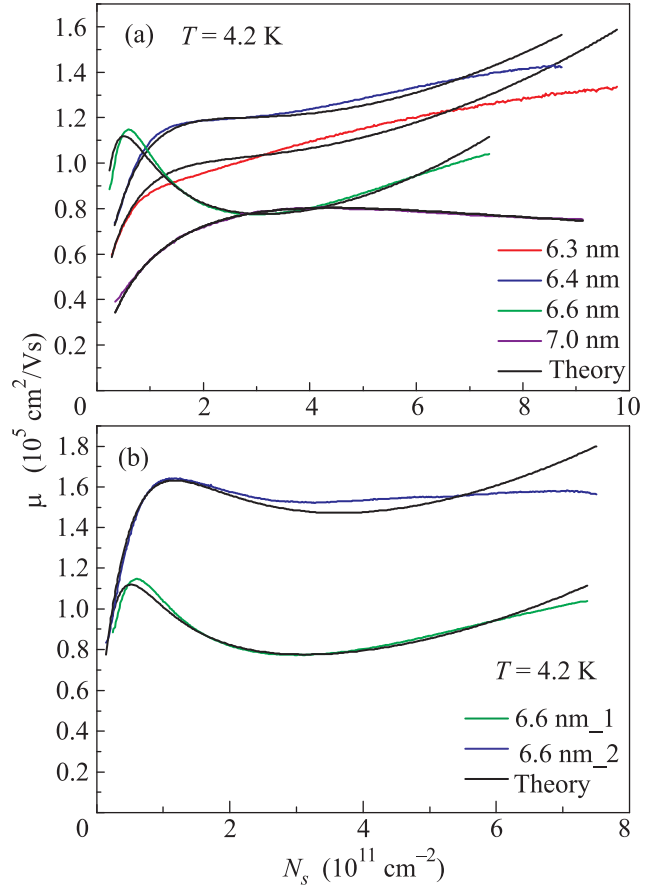 (a) T = 4.2 K
1.6
1.4
1.2
1.0
0.8
0.6
0.4
0.2
0 2 4 6 8 10
6.3 nm
6.4 nm
6.6 nm
7.0 nm
Theory
μ (10⁵ cm²/Vs)
(b)
1.8
1.6
1.4
1.2
1.0
0.8
0.6
0.4
0.2
0 2 4 6 8
T = 4.2 K
6.6 nm_1
6.6 nm_2
Theory
Nₛ (10¹¹ cm⁻²)